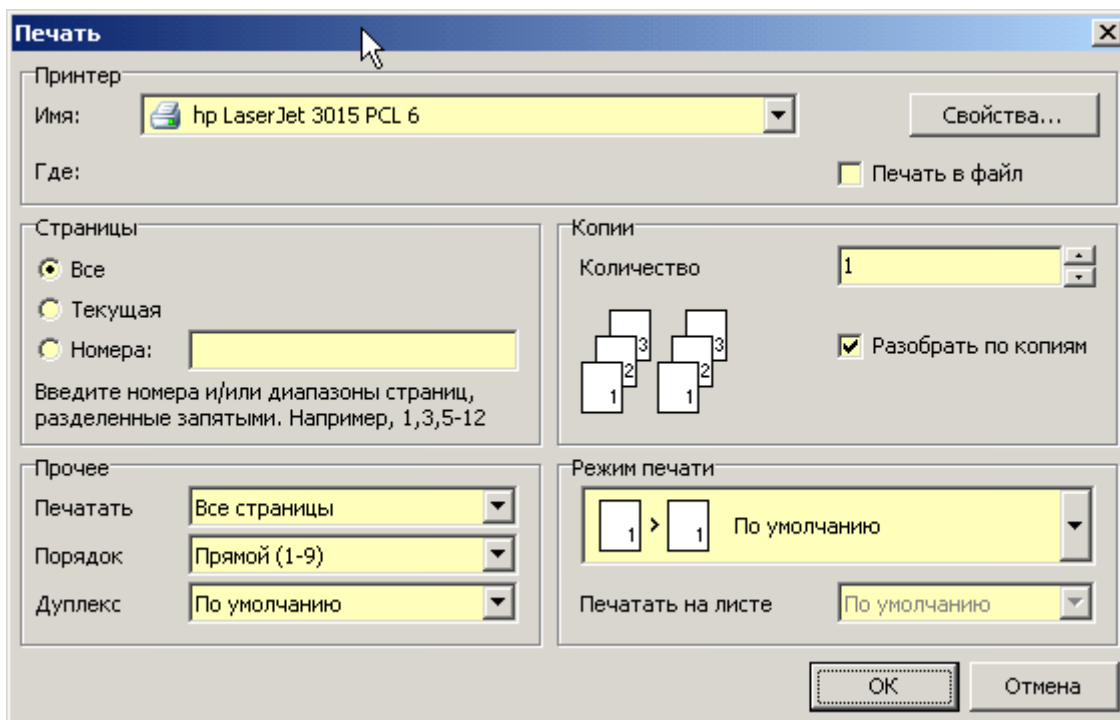 Печать
Принтер
Имя: hp LaserJet 3015 PCL 6 Свойства...
Где: Печать в файл
Страницы
Все
Текущая
Номера:
Введите номера и/или диапазоны страниц,
разделенные запятыми. Например, 1,3,5-12
Копии
Количество 1
3 3
2 2
1 1
Разобрать по копиям
Прочее
Печатать Все страницы
Порядок Прямой (1-9)
Дуплекс По умолчанию
Режим печати
1 > 1 По умолчанию
Печатать на листе По умолчанию
ОК Отмена